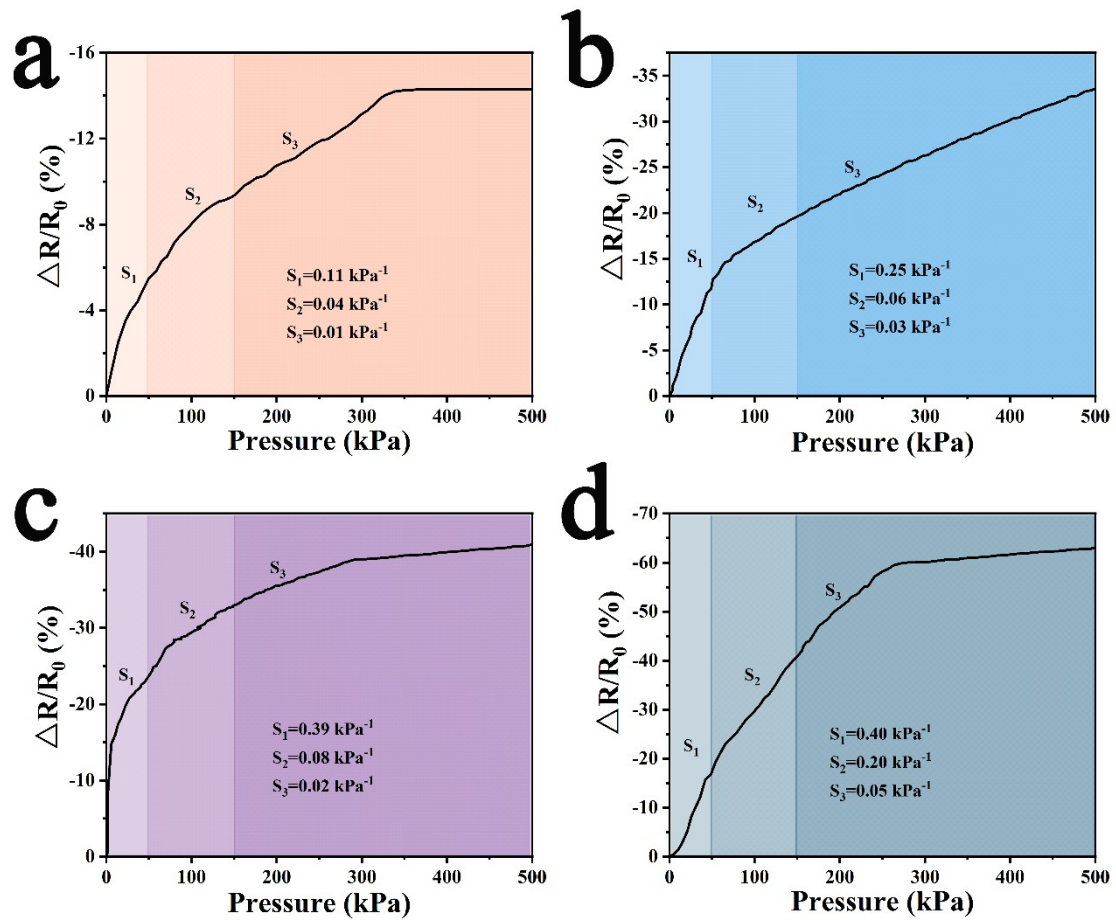 a
-16
-12
-8
-4
0
△R/R₀ (%)
S₁
S₂
S₃
S₁=0.11 kPa⁻¹
S₂=0.04 kPa⁻¹
S₃=0.01 kPa⁻¹
0 100 200 300 400 500
Pressure (kPa)
b
-35
-30
-25
-20
-15
-10
-5
0
△R/R₀ (%)
S₁
S₂
S₃
S₁=0.25 kPa⁻¹
S₂=0.06 kPa⁻¹
S₃=0.03 kPa⁻¹
0 100 200 300 400 500
Pressure (kPa)
c
-40
-30
-20
-10
0
△R/R₀ (%)
S₁
S₂
S₃
S₁=0.39 kPa⁻¹
S₂=0.08 kPa⁻¹
S₃=0.02 kPa⁻¹
0 100 200 300 400 500
Pressure (kPa)
d
-70
-60
-50
-40
-30
-20
-10
0
△R/R₀ (%)
S₁
S₂
S₃
S₁=0.40 kPa⁻¹
S₂=0.20 kPa⁻¹
S₃=0.05 kPa⁻¹
0 100 200 300 400 500
Pressure (kPa)